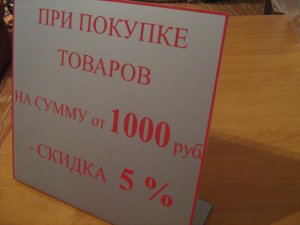 ПРИ ПОКУПКЕ
ТОВАРОВ
НА СУММУ от 1000 руб.
- СКИДКА 5 %